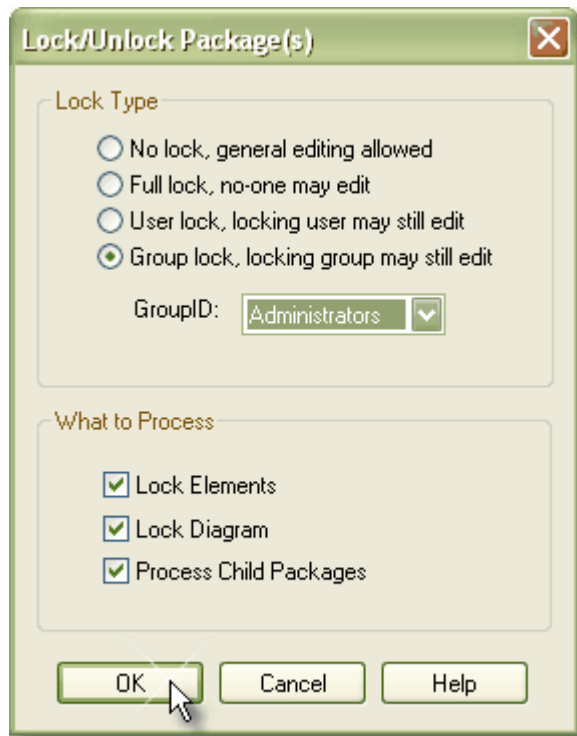 Lock/Unlock Package(s)
Lock Type
No lock, general editing allowed
Full lock, no-one may edit
User lock, locking user may still edit
Group lock, locking group may still edit
GroupID: Administrators
What to Process
Lock Elements
Lock Diagram
Process Child Packages
OK Cancel Help